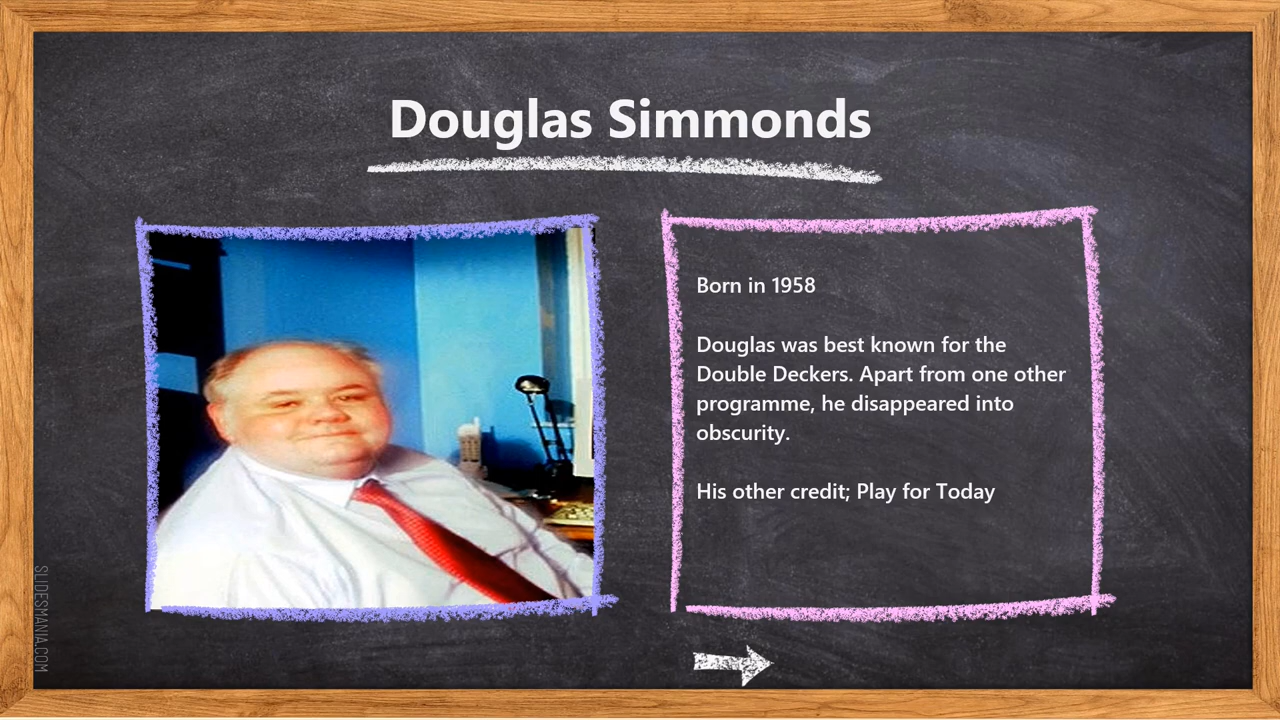 Douglas Simmonds
Born in 1958
Douglas was best known for the
Double Deckers. Apart from one other
programme, he disappeared into
obscurity.
His other credit; Play for Today
SLIDESMANIA.COM